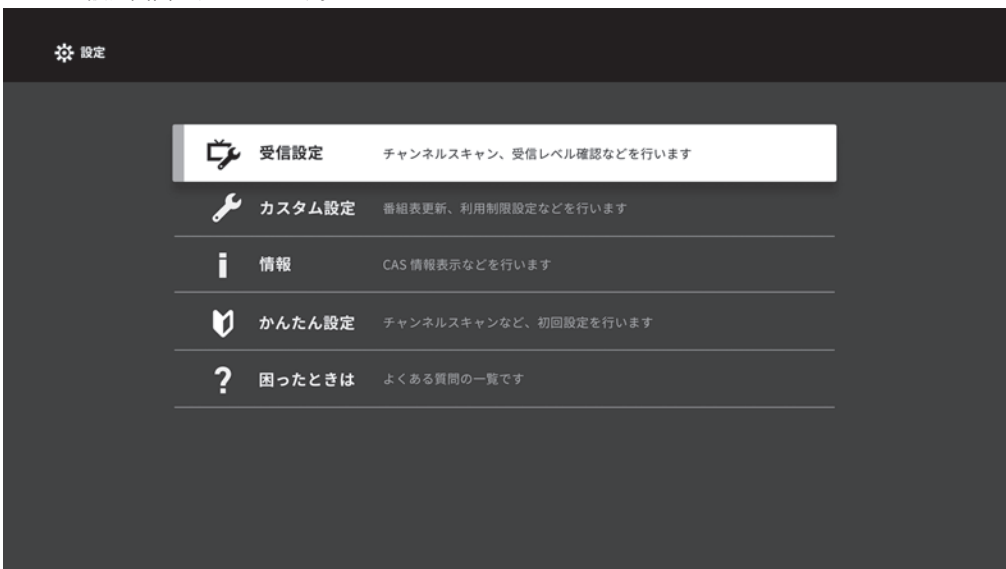 設定
受信設定 チャンネルスキャン、受信レベル確認などを行います
カスタム設定 番組表更新、利用制限設定などを行います
情報 CAS 情報表示などを行います
かんたん設定 チャンネルスキャンなど、初回設定を行います
? 困ったときは よくある質問の一覧です